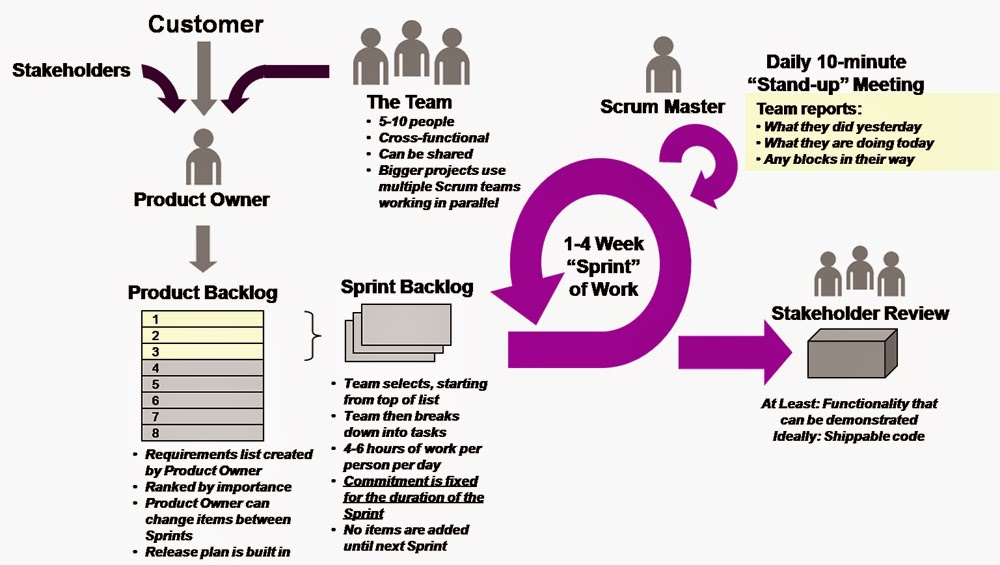 Customer
Stakeholders
Product Owner
The Team
• 5-10 people
• Cross-functional
• Can be shared
• Bigger projects use
multiple Scrum teams
working in parallel
Scrum Master
Daily 10-minute
“Stand-up” Meeting
Team reports:
• What they did yesterday
• What they are doing today
• Any blocks in their way
1-4 Week
“Sprint”
of Work
Product Backlog
1
2
3
4
5
6
7
8
• Requirements list created
by Product Owner
• Ranked by importance
• Product Owner can
change items between
Sprints
• Release plan is built in
Sprint Backlog
• Team selects, starting
from top of list
• Team then breaks
down into tasks
• 4-6 hours of work per
person per day
• Commitment is fixed
for the duration of the
Sprint
• No items are added
until next Sprint
Stakeholder Review
At Least: Functionality that
can be demonstrated
Ideally: Shippable code